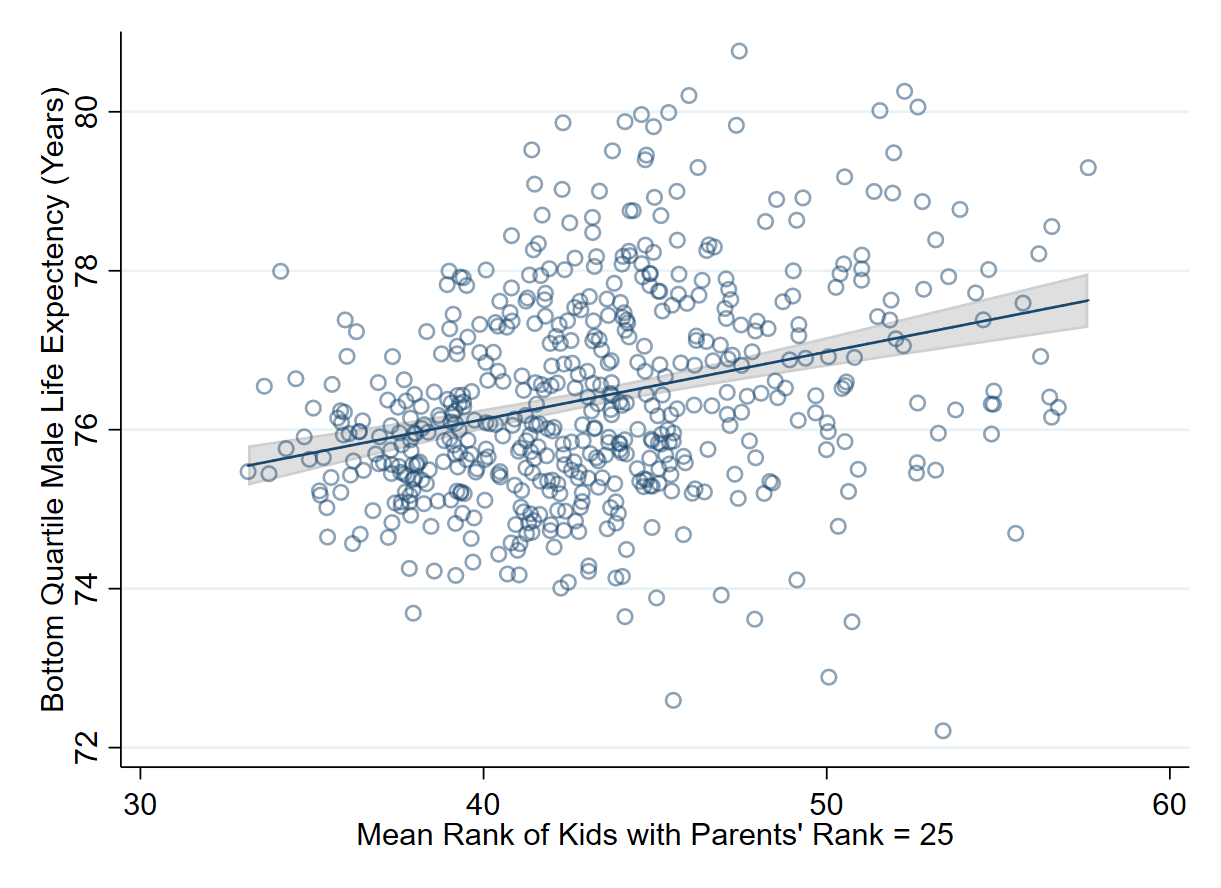 Bottom Quartile Male Life Expectency (Years)
80
78
76
74
72
30 40 50 60
Mean Rank of Kids with Parents' Rank = 25